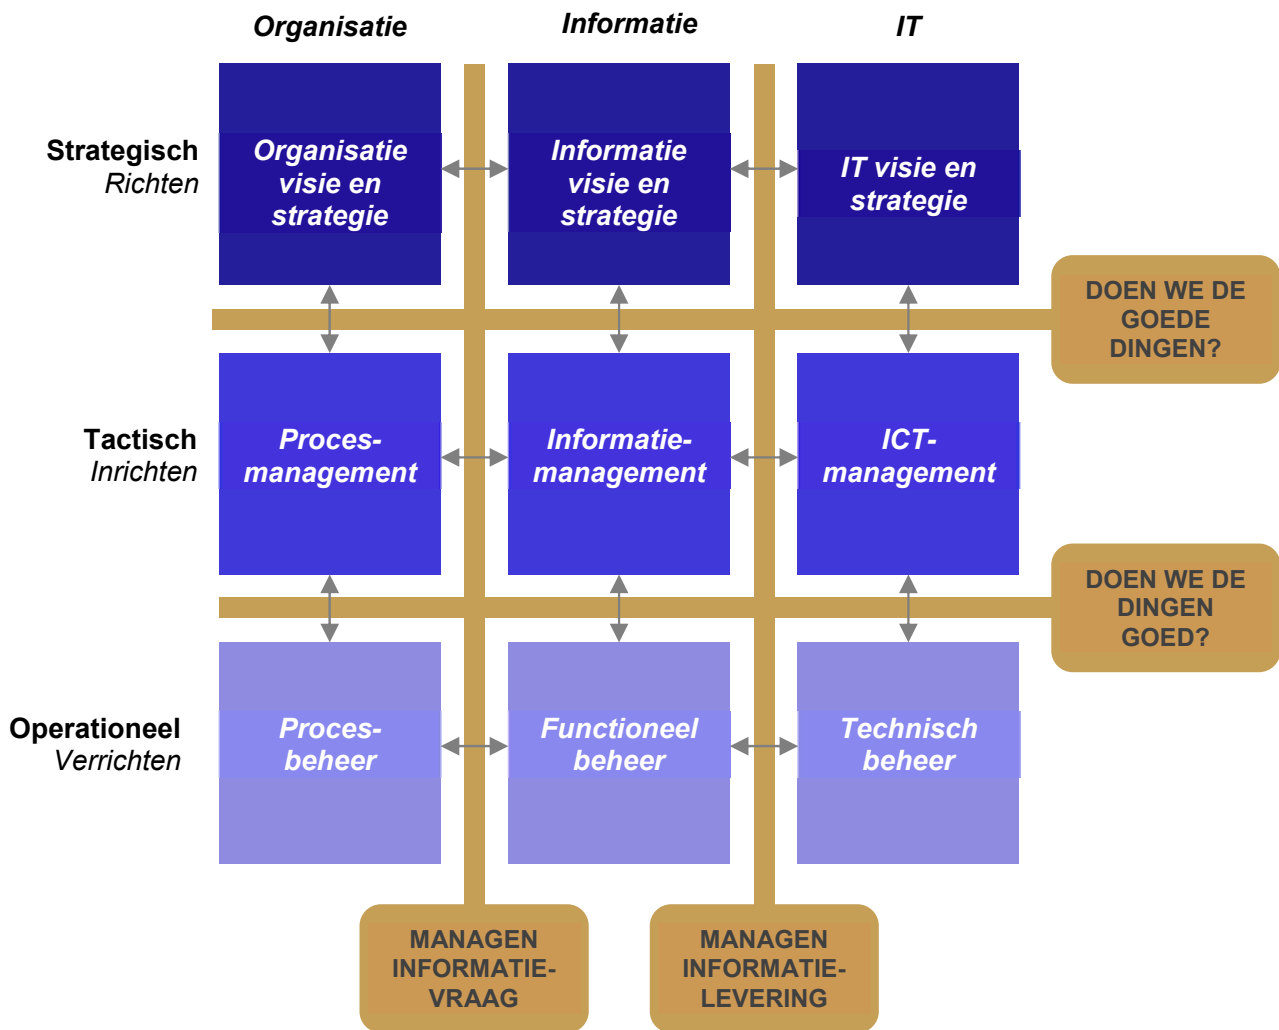 Organisatie
Informatie
IT
Strategisch
Richten
Organisatie
visie en
strategie
Informatie
visie en
strategie
IT visie en
strategie
DOEN WE DE
GOEDE
DINGEN?
Tactisch
Inrichten
Proces-
management
Informatie-
management
ICT-
management
DOEN WE DE
DINGEN
GOED?
Operationeel
Verrichten
Proces-
beheer
Functioneel
beheer
Technisch
beheer
MANAGEN
INFORMATIE-
VRAAG
MANAGEN
INFORMATIE-
LEVERING